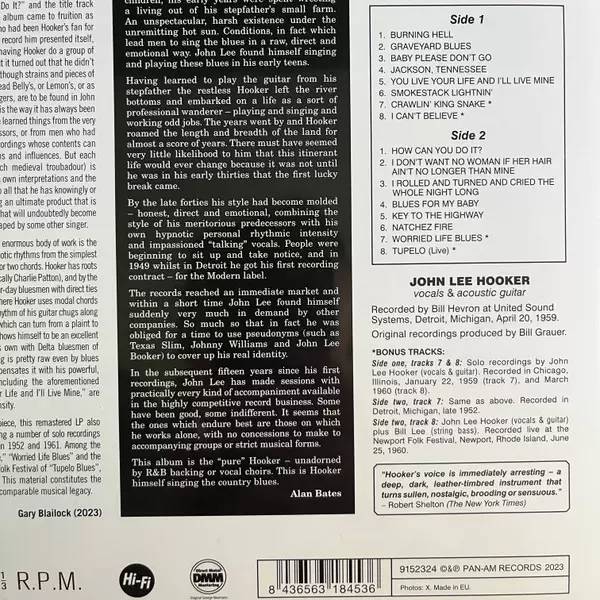 Do It?" and the title track
album come to fruition as
ho had been Hooker's fan for
record him presented itself,
having Hooker do a group of
t it turned out that he didn't
though strains and pieces of
ead Belly's, or Lemon's, or as
gers, are to be found in John
is the way it has always been
e learned things from the very
ssors, or from men who had
cordings whose contents can
ns and influences. But each
ch medieval troubadour) is
own interpretations and the
o all that he has knowingly or
ng an ultimate product that is
hat will undoubtedly become
aped by some other singer.
enormous body of work is the
otic rhythms from the simplest
or two chords. Hooker has roots
cally Charlie Patton), and by the
r-day bluesmen with direct ties
here Hooker uses modal chords
hythm of his guitar chugs along
which can turn from a plaint to
hows himself to be an excellent
s own with Delta bluesmen of
ng is pretty raw even by blues
pensates it with his powerful,
ncluding the aforementioned
r Life and I'll Live Mine," are
nsity.
piece, this remastered LP also
ng a number of solo recordings
en 1952 and 1961. Among the
e," "Worried Life Blues" and the
olk Festival of "Tupelo Blues",
This material constitutes the
comparable musical legacy.
Gary Blailock (2023)
a living out of his stepfather's small farm.
An unspectacular, harsh existence under the
unremitting hot sun. Conditions, in fact which
lead men to sing the blues in a raw, direct and
emotional way. John Lee found himself singing
and playing these blues in his early teens.
Having learned to play the guitar from his
stepfather the restless Hooker left the river
bottoms and embarked on a life as a sort of
professional wanderer – playing and singing and
working odd jobs. The years went by and Hooker
roamed the length and breadth of the land for
almost a score of years. There must have seemed
very little likelihood to him that this itinerant
life would ever change because it was not until
he was in his early thirties that the first lucky
break came.
By the late forties his style had become molded
– honest, direct and emotional, combining the
style of his meritorious predecessors with his
own hypnotic personal rhythmic intensity
and impassioned "talking" vocals. People were
beginning to sit up and take notice, and in
1949 whilst in Detroit he got his first recording
contract – for the Modern label.
The records reached an immediate market and
within a short time John Lee found himself
suddenly very much in demand by other
companies. So much so that in fact he was
obliged for a time to use pseudonyms (such as
Texas Slim, Johnny Williams and John Lee
Booker) to cover up his real identity.
In the subsequent fifteen years since his first
recordings, John Lee has made sessions with
practically every kind of accompaniment available
in the highly competitive record business. Some
have been good, some indifferent. It seems that
the ones which endure best are those on which
he works alone, with no concessions to make to
accompanying groups or strict musical forms.
This album is the "pure" Hooker – unadorned
by R&B backing or vocal choirs. This is Hooker
himself singing the country blues.
Alan Bates
Side 1
1. BURNING HELL
2. GRAVEYARD BLUES
3. BABY PLEASE DON'T GO
4. JACKSON, TENNESSEE
5. YOU LIVE YOUR LIFE AND I'LL LIVE MINE
6. SMOKESTACK LIGHTNIN'
7. CRAWLIN' KING SNAKE *
8. I CAN'T BELIEVE *
Side 2
1. HOW CAN YOU DO IT?
2. I DON'T WANT NO WOMAN IF HER HAIR
AIN'T NO LONGER THAN MINE
3. I ROLLED AND TURNED AND CRIED THE
WHOLE NIGHT LONG
4. BLUES FOR MY BABY
5. KEY TO THE HIGHWAY
6. NATCHEZ FIRE
7. WORRIED LIFE BLUES *
8. TUPELO (Live) *
JOHN LEE HOOKER
vocals & acoustic guitar
Recorded by Bill Hevron at United Sound
Systems, Detroit, Michigan, April 20, 1959.
Original recordings produced by Bill Grauer.
*BONUS TRACKS:
Side one, tracks 7 & 8: Solo recordings by John
Lee Hooker (vocals & guitar). Recorded in Chicago,
Illinois, January 22, 1959 (track 7), and March
1960 (track 8).
Side two, track 7: Same as above. Recorded in
Detroit, Michigan, late 1952.
Side two, track 8: John Lee Hooker (vocals & guitar)
plus Bill Lee (string bass). Recorded live at the
Newport Folk Festival, Newport, Rhode Island, June
25, 1960.
"Hooker's voice is immediately arresting – a
deep, dark, leather-timbred instrument that
turns sullen, nostalgic, brooding or sensuous."
– Robert Shelton (The New York Times)
R.P.M.
Hi-Fi
Direct Metal
DMM
Mastering
8 436563 184536
9152324 ©&℗ PAN-AM RECORDS 2023
Photos: X. Made in EU.